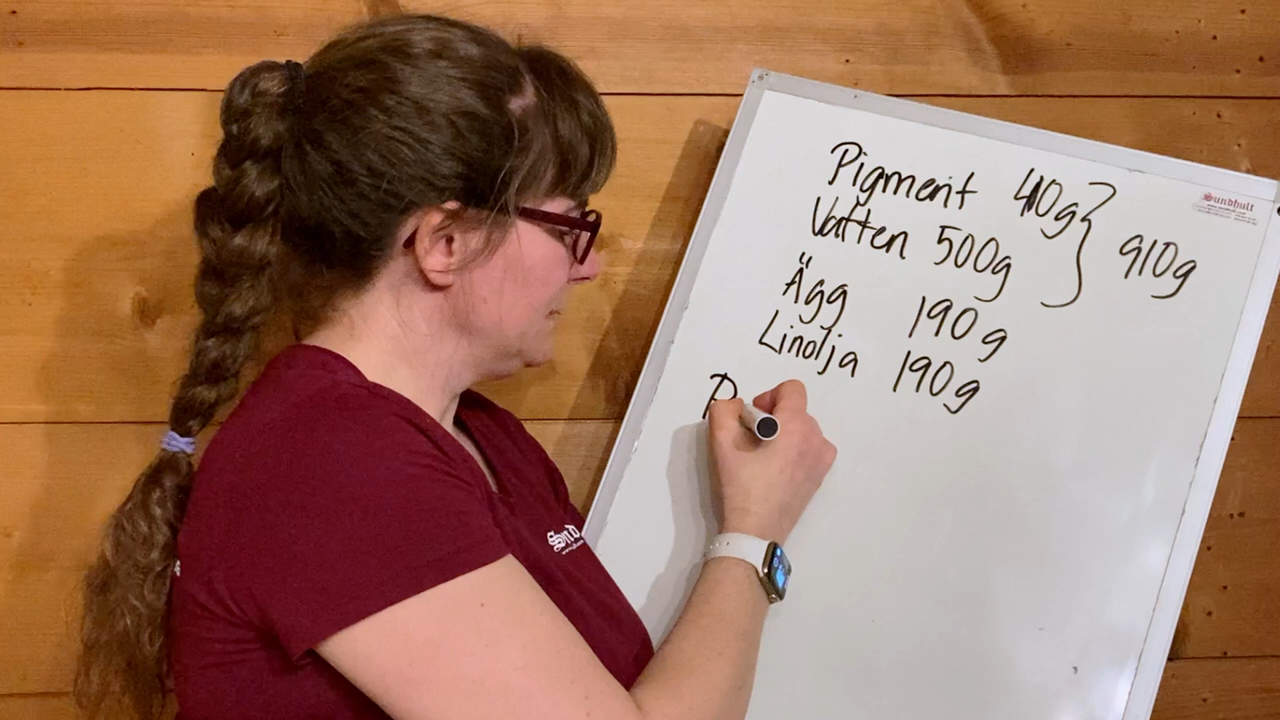 Pigment 410g } 910g
Vatten 500g
Ägg 190g
Linolja 190g
P
Sundhult